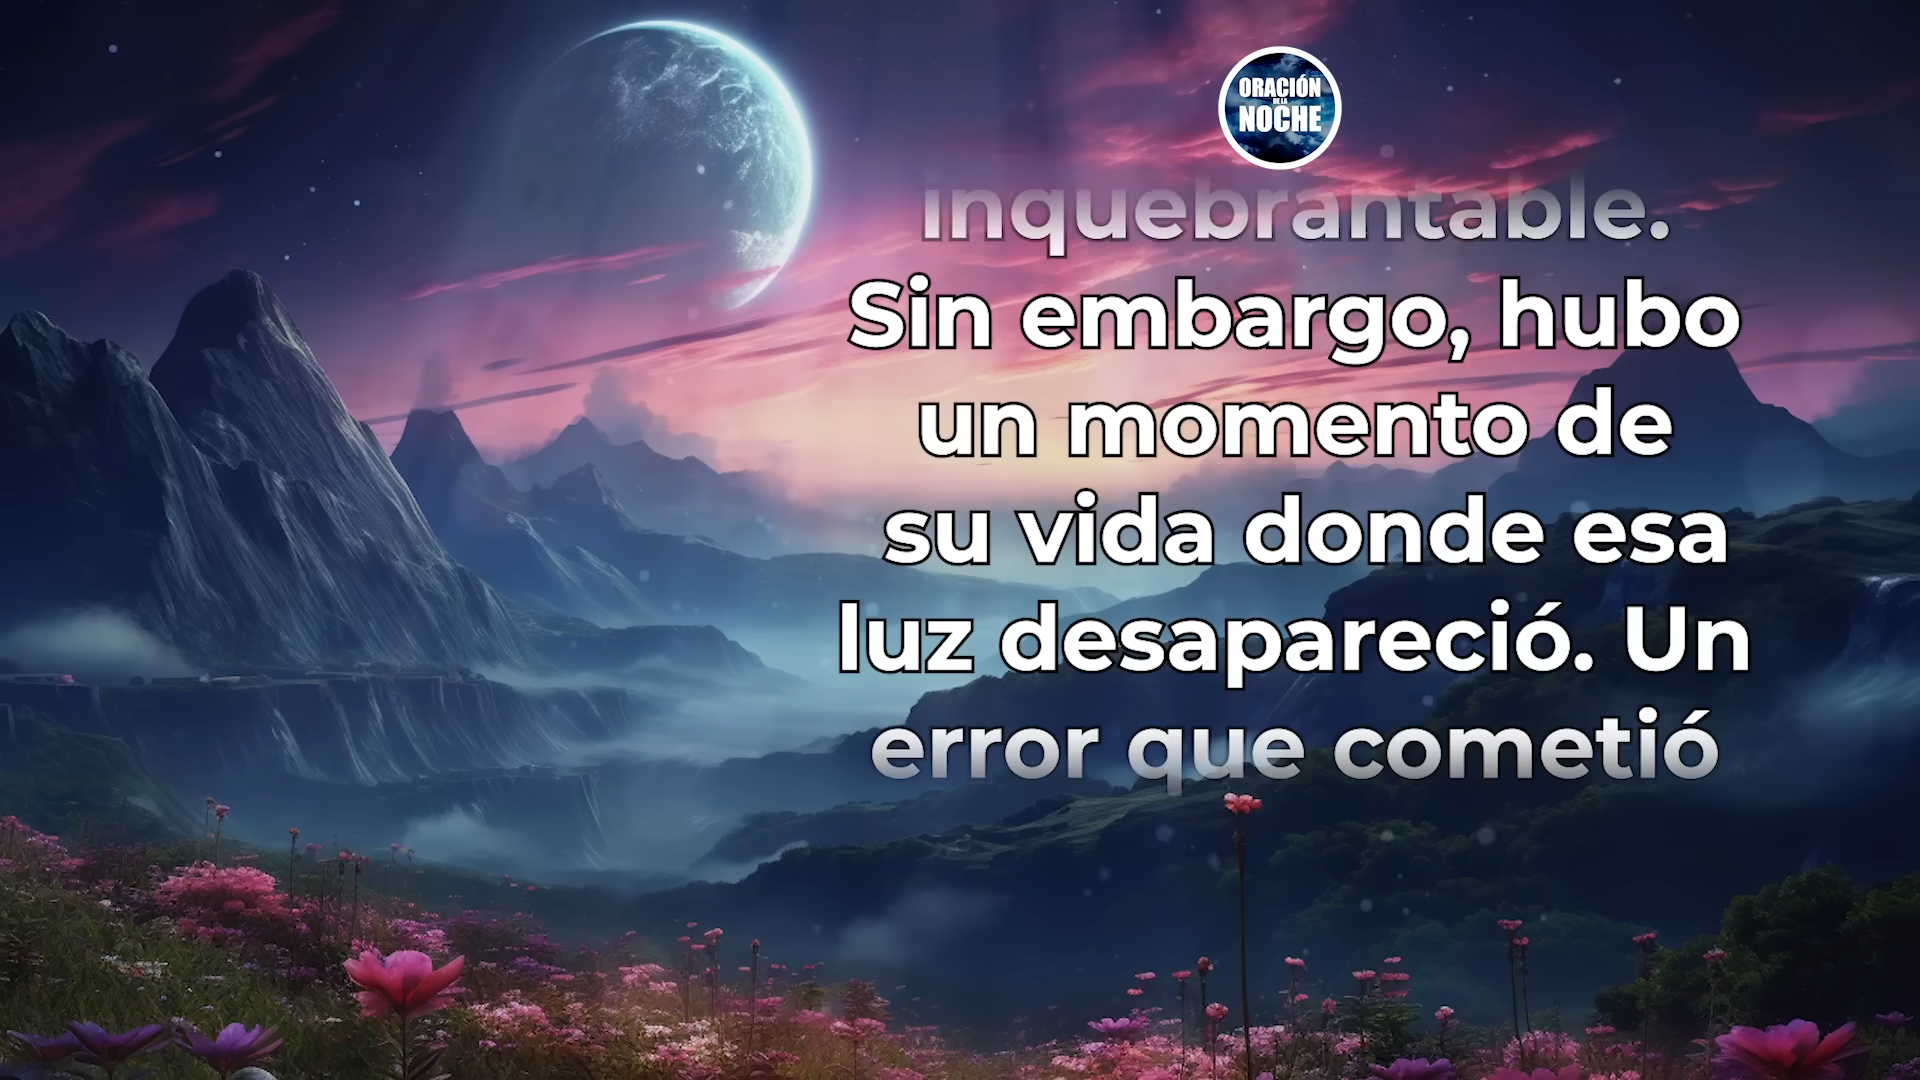 ORACIÓN
DE LA
NOCHE
inquebrantable.
Sin embargo, hubo
un momento de
su vida donde esa
luz desapareció. Un
error que cometió